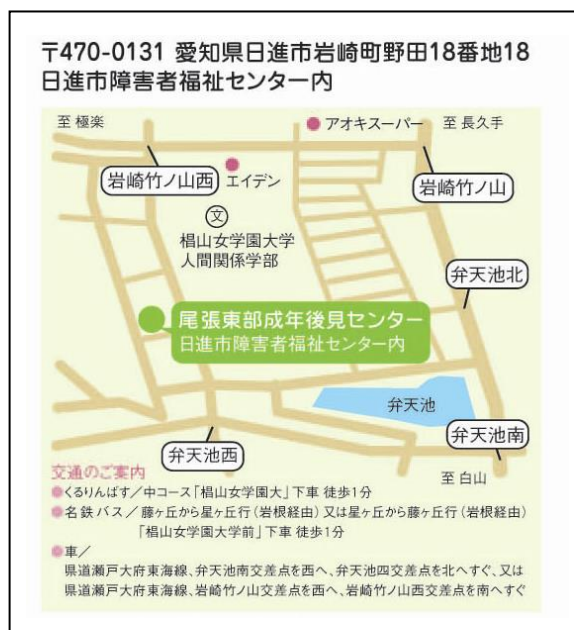 〒470-0131 愛知県日進市岩崎町野田18番地18
日進市障害者福祉センター内
至 極楽
アオキスーパー
至 長久手
岩崎竹ノ山西
エイデン
岩崎竹ノ山
文
椙山女学園大学
人間関係学部
弁天池北
尾張東部成年後見センター
日進市障害者福祉センター内
弁天池
弁天池南
弁天池西
至 白山
交通のご案内
くるりんばす/中コース「椙山女学園大」下車 徒歩1分
名鉄バス/藤ヶ丘から星ヶ丘行(岩根経由)又は星ヶ丘から藤ヶ丘行(岩根経由)
「椙山女学園大学前」下車 徒歩1分
車/
県道瀬戸大府東海線、弁天池南交差点を西へ、弁天池四交差点を北へすぐ、又は
県道瀬戸大府東海線、岩崎竹ノ山交差点を西へ、岩崎竹ノ山西交差点を南へすぐ